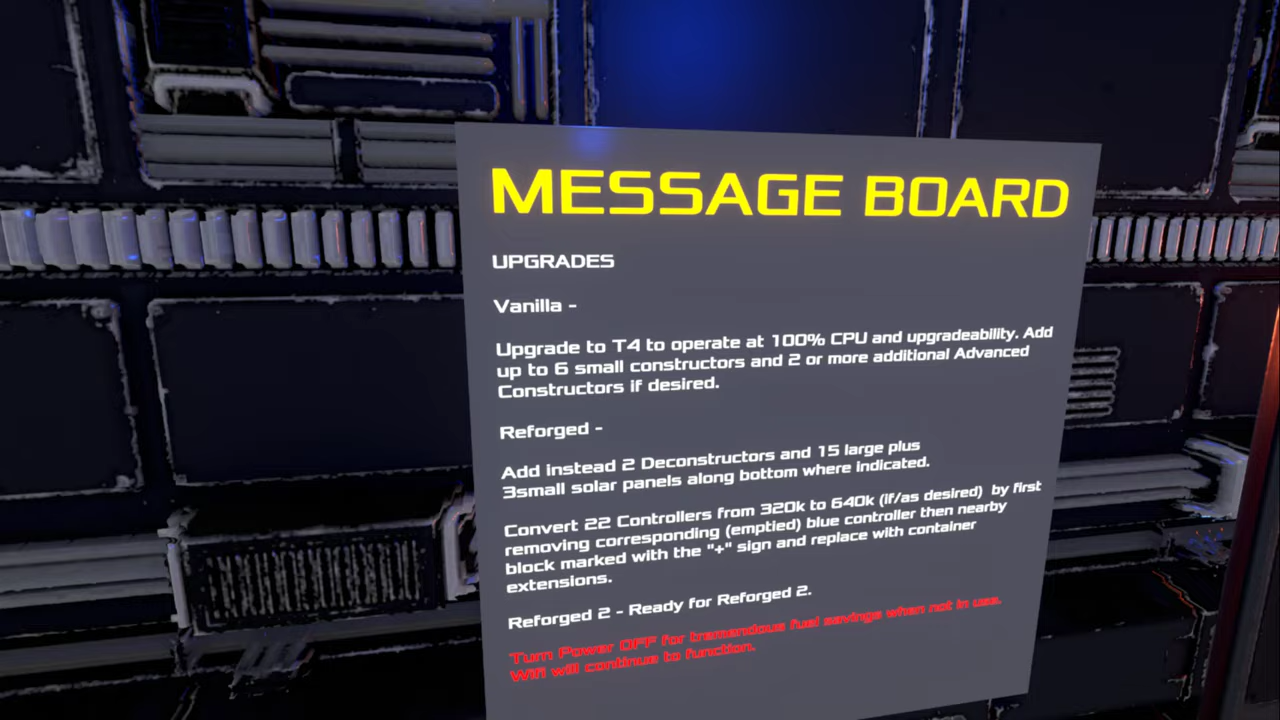 MESSAGE BOARD
UPGRADES
Vanilla -
Upgrade to T4 to operate at 100% CPU and upgradeability. Add
up to 6 small constructors and 2 or more additional Advanced
Constructors if desired.
Reforged -
Add instead 2 Deconstructors and 15 large plus
3small solar panels along bottom where indicated.
Convert 22 Controllers from 320k to 640k (if/as desired) by first
removing corresponding (emptied) blue controller then nearby
block marked with the "+" sign and replace with container
extensions.
Reforged 2 - Ready for Reforged 2.
Turn Power OFF for tremendous fuel savings when not in use.
Wifi will continue to function.